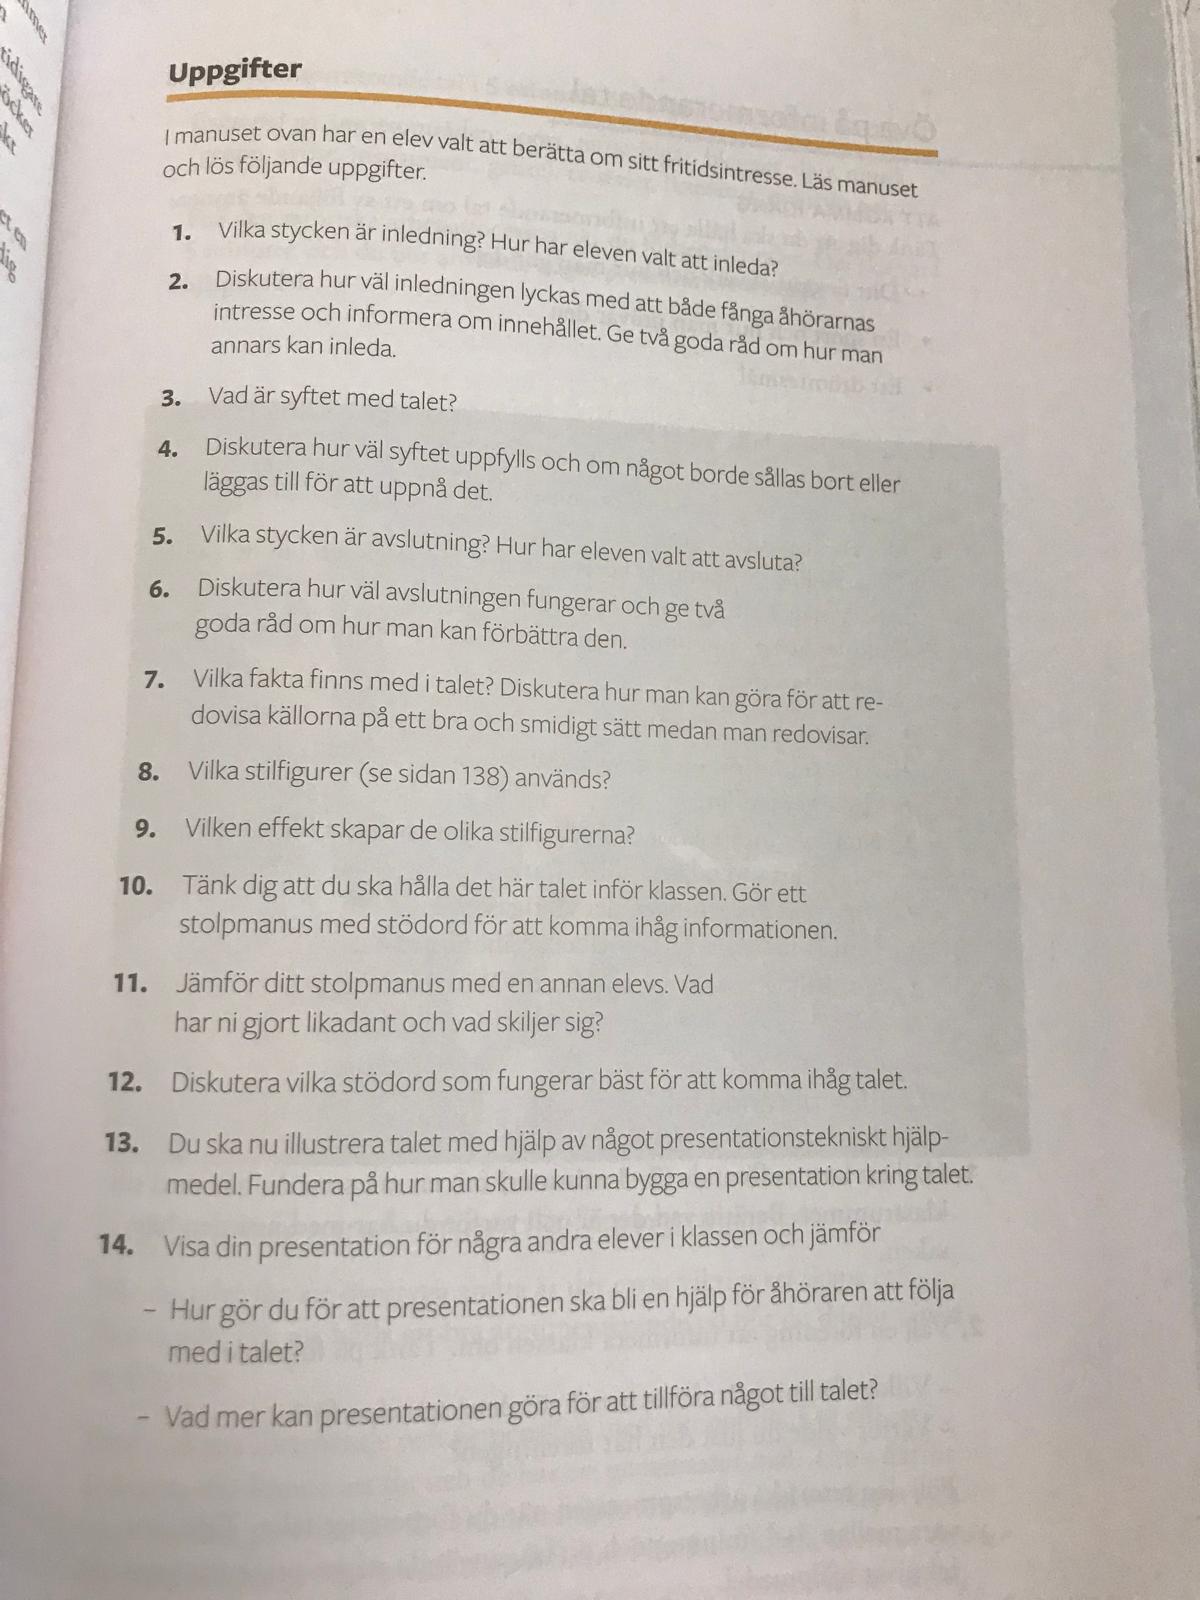 Uppgifter
I manuset ovan har en elev valt att berätta om sitt fritidsintresse. Läs manuset
och lös följande uppgifter.
1. Vilka stycken är inledning? Hur har eleven valt att inleda?
2. Diskutera hur väl inledningen lyckas med att både fånga åhörarnas
intresse och informera om innehållet. Ge två goda råd om hur man
annars kan inleda.
3. Vad är syftet med talet?
4. Diskutera hur väl syftet uppfylls och om något borde sållas bort eller
läggas till för att uppnå det.
5. Vilka stycken är avslutning? Hur har eleven valt att avsluta?
6. Diskutera hur väl avslutningen fungerar och ge två
goda råd om hur man kan förbättra den.
7. Vilka fakta finns med i talet? Diskutera hur man kan göra för att re-
dovisa källorna på ett bra och smidigt sätt medan man redovisar.
8. Vilka stilfigurer (se sidan 138) används?
9. Vilken effekt skapar de olika stilfigurerna?
10. Tänk dig att du ska hålla det här talet inför klassen. Gör ett
stolpmanus med stödord för att komma ihåg informationen.
11. Jämför ditt stolpmanus med en annan elevs. Vad
har ni gjort likadant och vad skiljer sig?
12. Diskutera vilka stödord som fungerar bäst för att komma ihåg talet.
13. Du ska nu illustrera talet med hjälp av något presentationstekniskt hjälp-
medel. Fundera på hur man skulle kunna bygga en presentation kring talet.
14. Visa din presentation för några andra elever i klassen och jämför
– Hur gör du för att presentationen ska bli en hjälp för åhöraren att följa
med i talet?
– Vad mer kan presentationen göra för att tillföra något till talet?